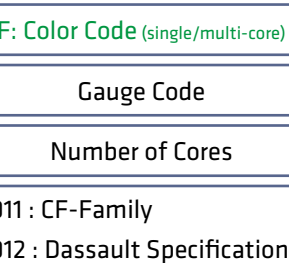 F: Color Code (single/multi-core)
Gauge Code
Number of Cores
011 : CF-Family
012 : Dassault Specification